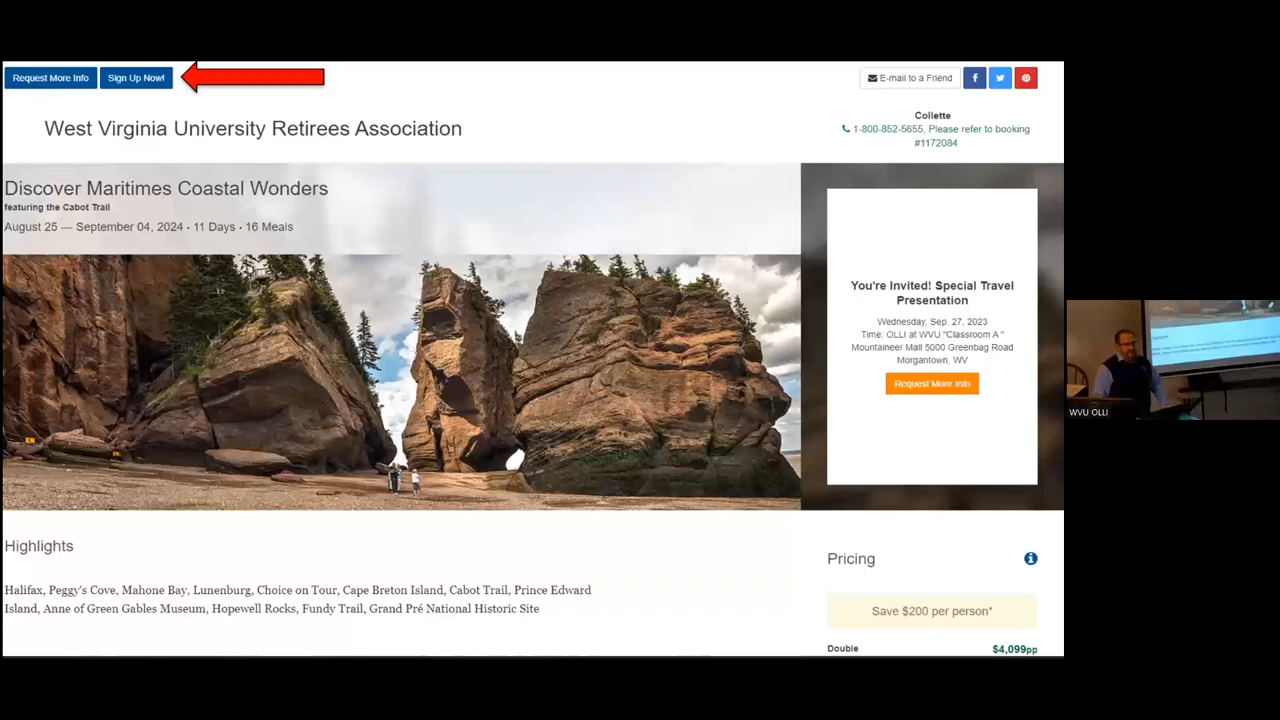 Request More Info
Sign Up Now!
E-mail to a Friend
West Virginia University Retirees Association
Collette
1-800-852-5655, Please refer to booking
#1172084
Discover Maritimes Coastal Wonders
featuring the Cabot Trail
August 25 — September 04, 2024 • 11 Days • 16 Meals
You're Invited! Special Travel
Presentation
Wednesday, Sep. 27, 2023
Time: OLLI at WVU "Classroom A "
Mountaineer Mall 5000 Greenbag Road
Morgantown, WV
Request More Info
WVU OLLI
Highlights
Halifax, Peggy's Cove, Mahone Bay, Lunenburg, Choice on Tour, Cape Breton Island, Cabot Trail, Prince Edward
Island, Anne of Green Gables Museum, Hopewell Rocks, Fundy Trail, Grand Pré National Historic Site
Pricing
Save $200 per person*
Double
$4,099pp